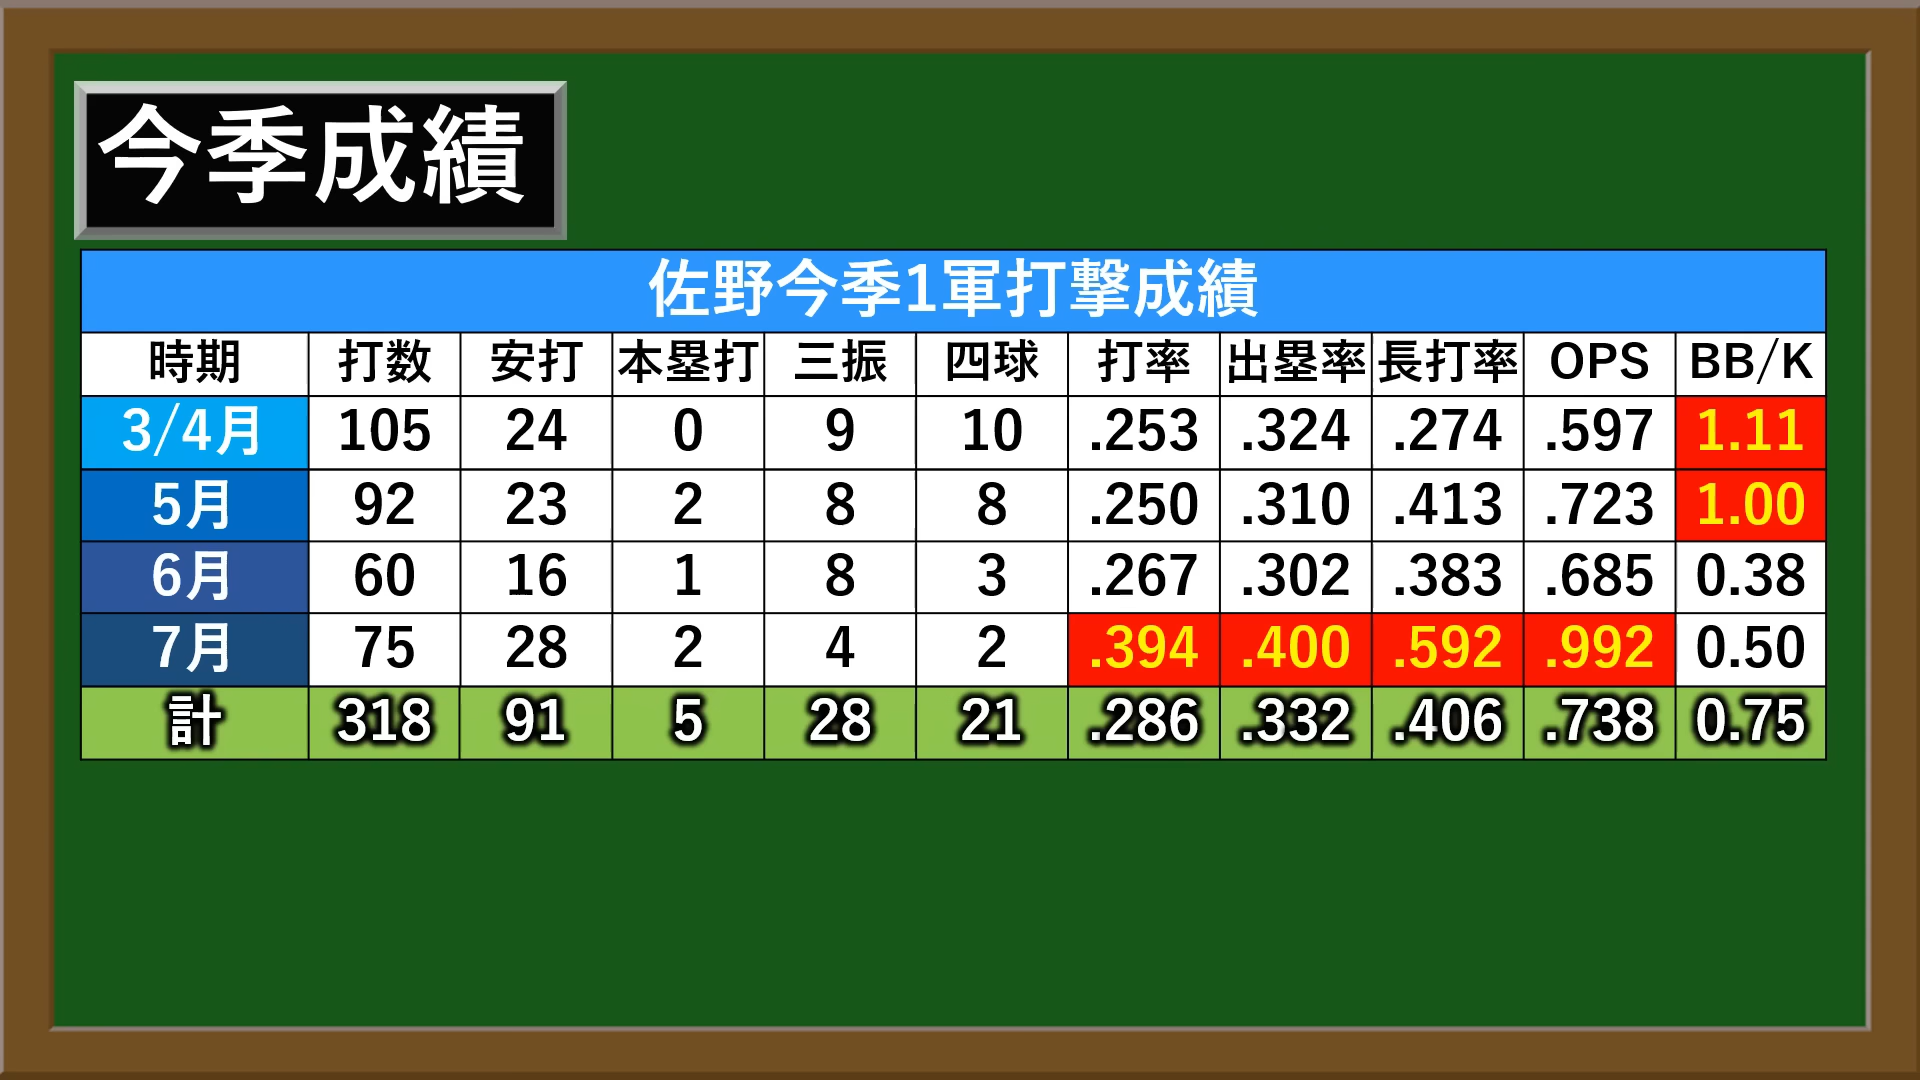 今季成績
佐野今季1軍打撃成績
時期 打数 安打 本塁打 三振 四球 打率 出塁率 長打率 OPS BB/K
3/4月 105 24 0 9 10 .253 .324 .274 .597 1.11
5月 92 23 2 8 8 .250 .310 .413 .723 1.00
6月 60 16 1 8 3 .267 .302 .383 .685 0.38
7月 75 28 2 4 2 .394 .400 .592 .992 0.50
計 318 91 5 28 21 .286 .332 .406 .738 0.75